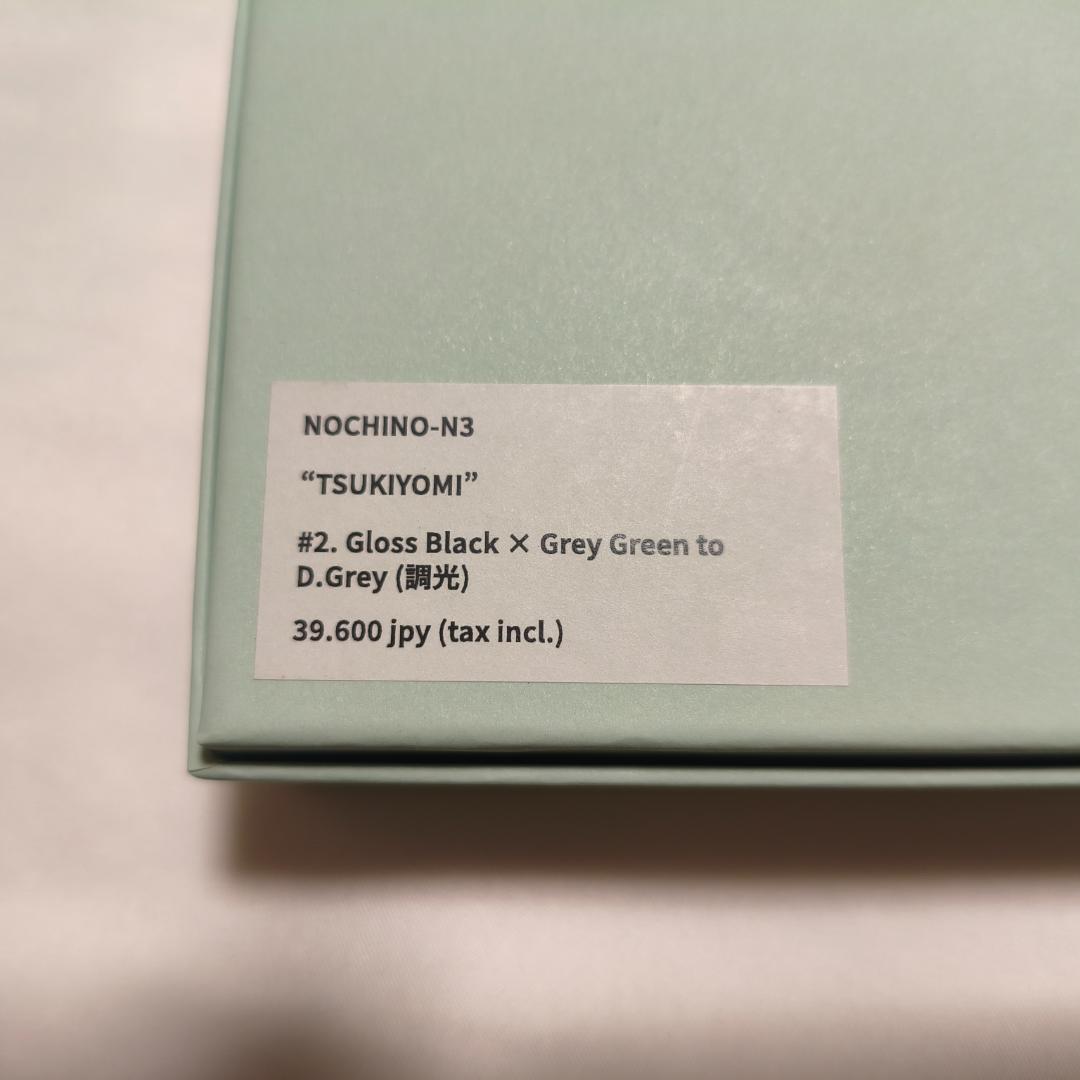 NOCHINO-N3
“TSUKIYOMI”
#2. Gloss Black × Grey Green to
D.Grey (調光)
39.600 jpy (tax incl.)